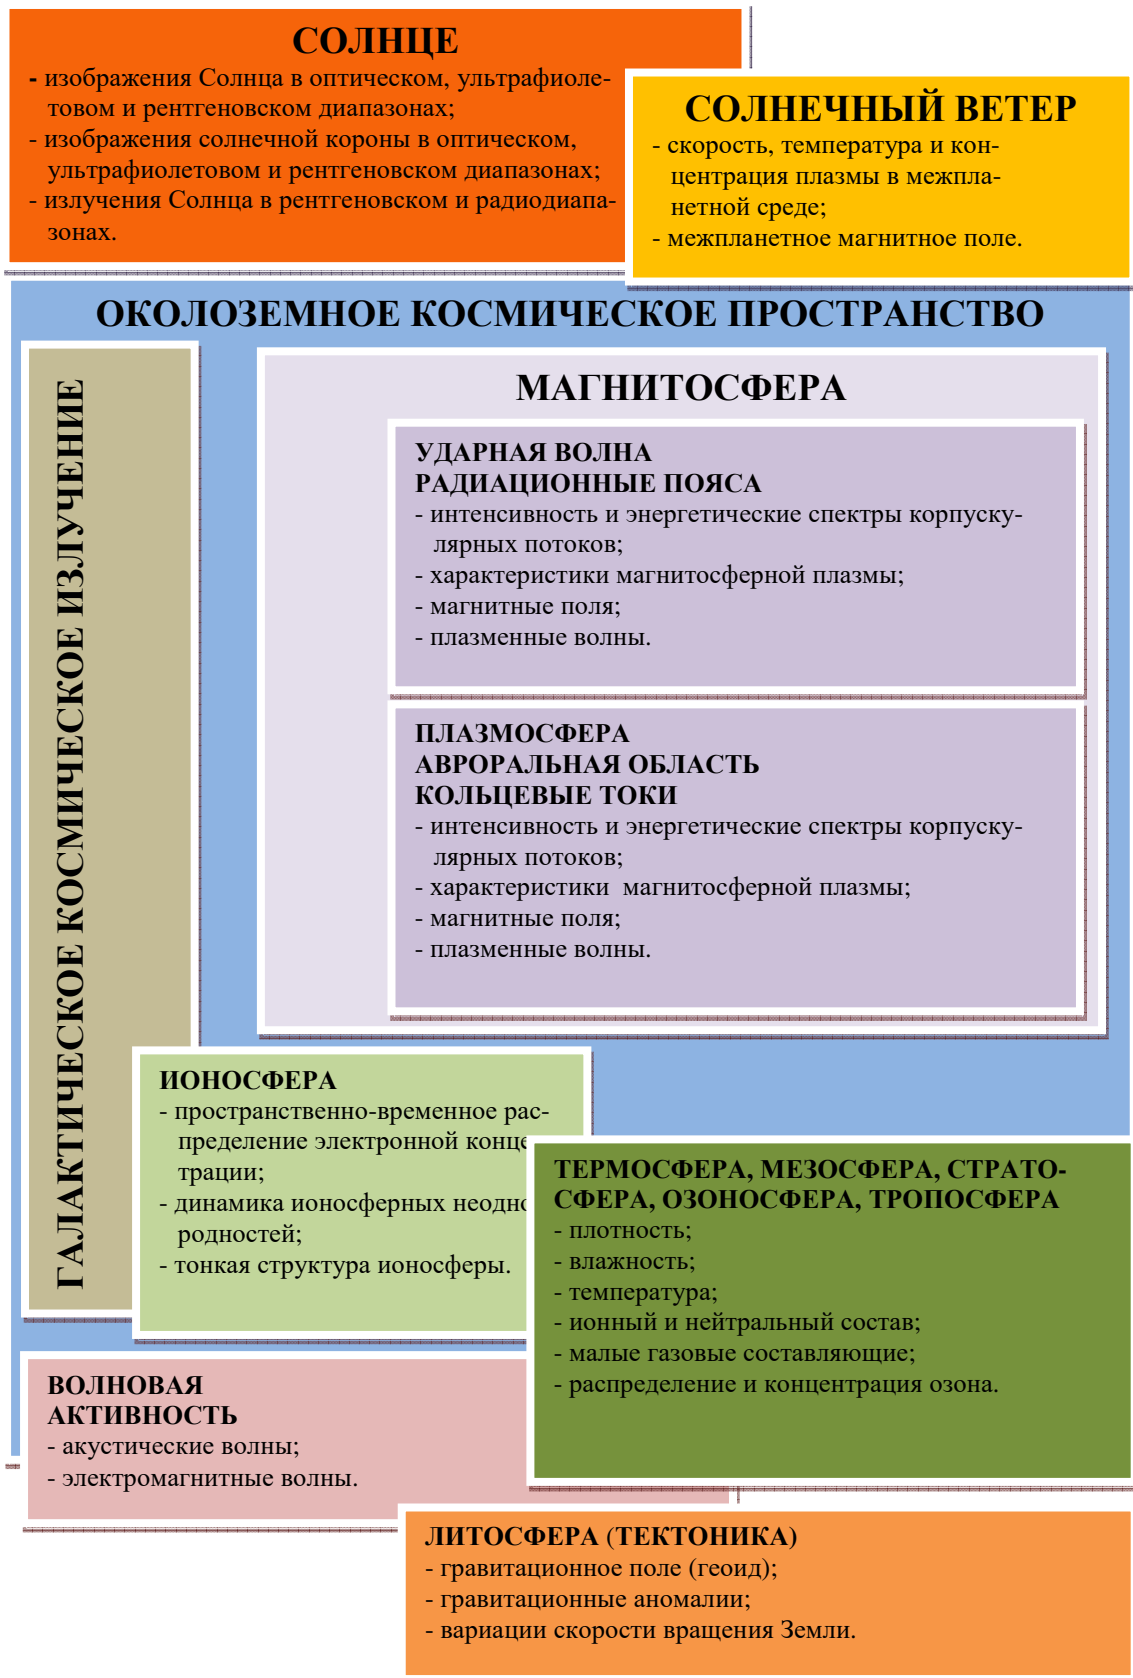 СОЛНЦЕ
- изображения Солнца в оптическом, ультрафиоле-
товом и рентгеновском диапазонах;
- изображения солнечной короны в оптическом,
ультрафиолетовом и рентгеновском диапазонах;
- излучения Солнца в рентгеновском и радиодиапа-
зонах.
СОЛНЕЧНЫЙ ВЕТЕР
- скорость, температура и кон-
центрация плазмы в межпла-
нетной среде;
- межпланетное магнитное поле.
ОКОЛОЗЕМНОЕ КОСМИЧЕСКОЕ ПРОСТРАНСТВО
ГАЛАКТИЧЕСКОЕ КОСМИЧЕСКОЕ ИЗЛУЧЕНИЕ
МАГНИТОСФЕРА
УДАРНАЯ ВОЛНА
РАДИАЦИОННЫЕ ПОЯСА
- интенсивность и энергетические спектры корпуску-
лярных потоков;
- характеристики магнитосферной плазмы;
- магнитные поля;
- плазменные волны.
ПЛАЗМОСФЕРА
АВРОРАЛЬНАЯ ОБЛАСТЬ
КОЛЬЦЕВЫЕ ТОКИ
- интенсивность и энергетические спектры корпуску-
лярных потоков;
- характеристики магнитосферной плазмы;
- магнитные поля;
- плазменные волны.
ИОНОСФЕРА
- пространственно-временное рас-
пределение электронной конце
трации;
- динамика ионосферных неодно
родностей;
- тонкая структура ионосферы.
ТЕРМОСФЕРА, МЕЗОСФЕРА, СТРАТО-
СФЕРА, ОЗОНОСФЕРА, ТРОПОСФЕРА
- плотность;
- влажность;
- температура;
- ионный и нейтральный состав;
- малые газовые составляющие;
- распределение и концентрация озона.
ВОЛНОВАЯ
АКТИВНОСТЬ
- акустические волны;
- электромагнитные волны.
ЛИТОСФЕРА (ТЕКТОНИКА)
- гравитационное поле (геоид);
- гравитационные аномалии;
- вариации скорости вращения Земли.